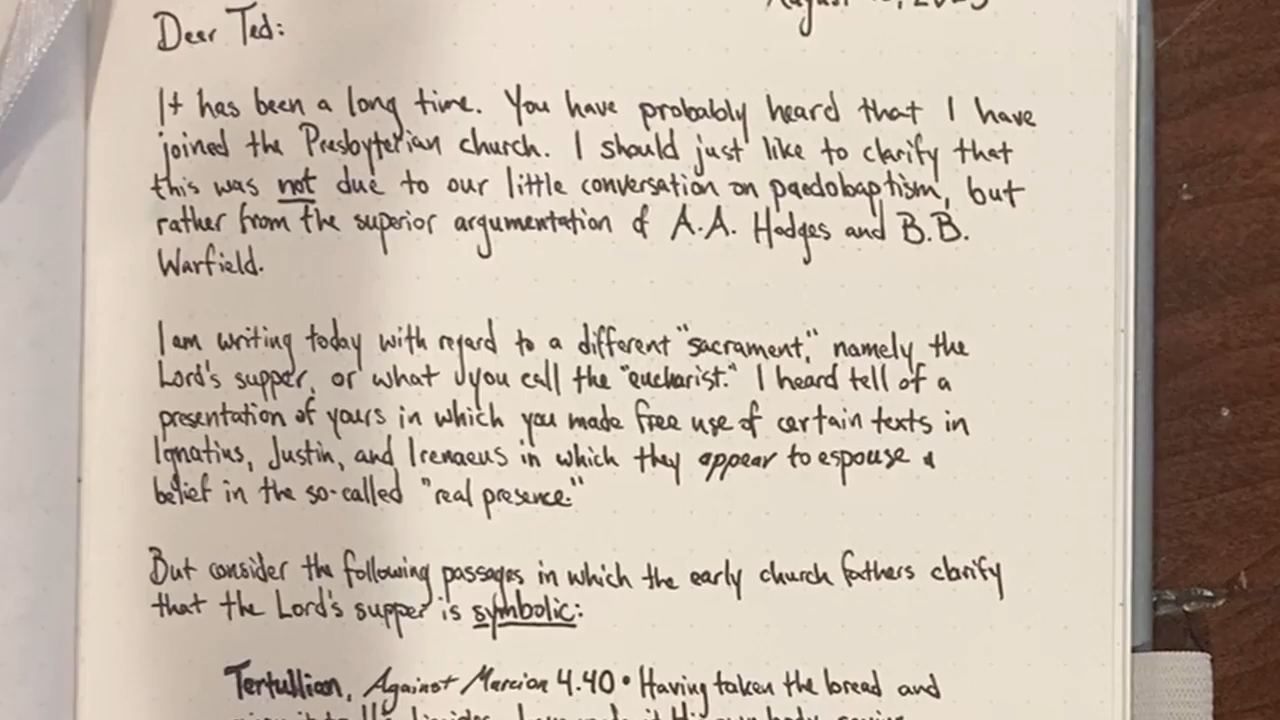 Dear Ted:
It has been a long time. You have probably heard that I have
joined the Presbyterian church. I should just like to clarify that
this was not due to our little conversation on paedobaptism, but
rather from the superior argumentation of A.A. Hodges and B.B.
Warfield.
I am writing today with regard to a different "sacrament," namely the
Lord's supper, or what you call the "eucharist." I heard tell of a
presentation of yours in which you made free use of certain texts in
Ignatius, Justin, and Irenaeus in which they appear to espouse a
belief in the so-called "real presence."
But consider the following passages in which the early church fathers clarify
that the Lord's supper is symbolic:
Tertullian, Against Marcion 4.40 • Having taken the bread and